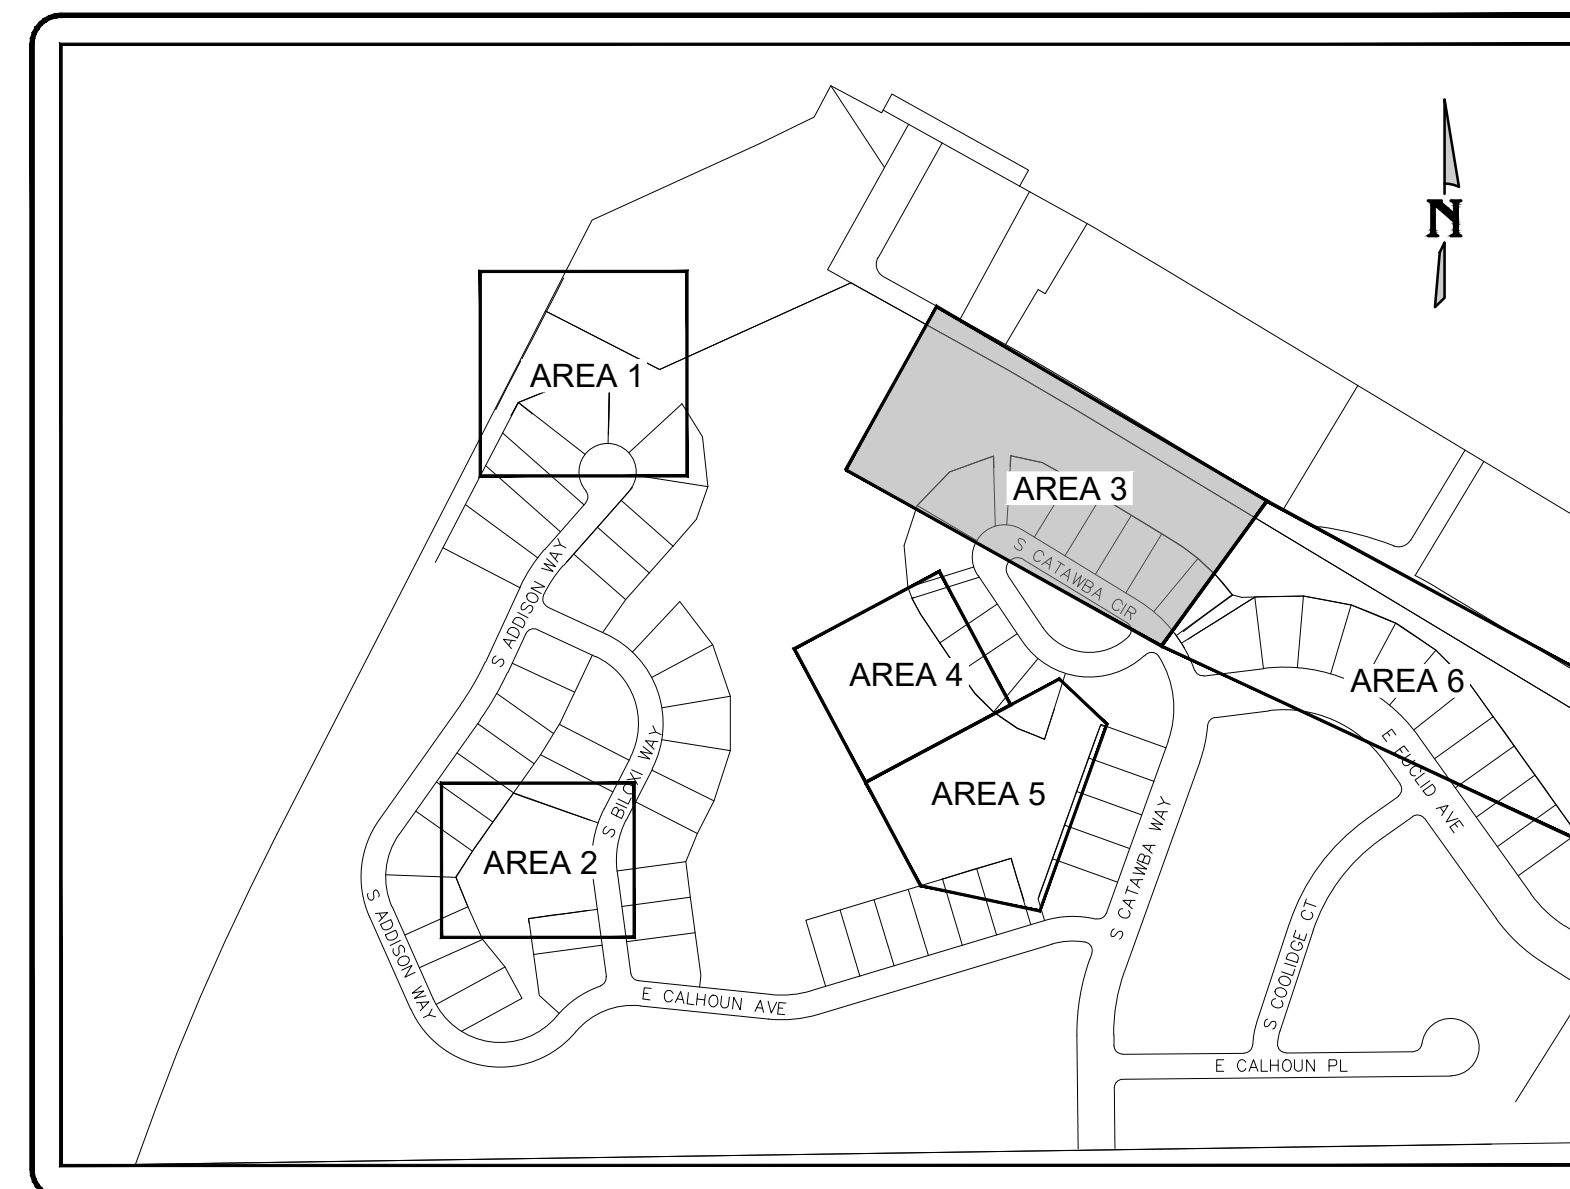 N
AREA 1
AREA 3
S CATAWBA CIR
S ADDISON WAY
AREA 4
AREA 6
S BILOXI WAY
E EUCLID AVE
AREA 5
AREA 2
S CATAWBA WAY
S ADDISON WAY
S COOLIDGE CT
E CALHOUN AVE
E CALHOUN PL